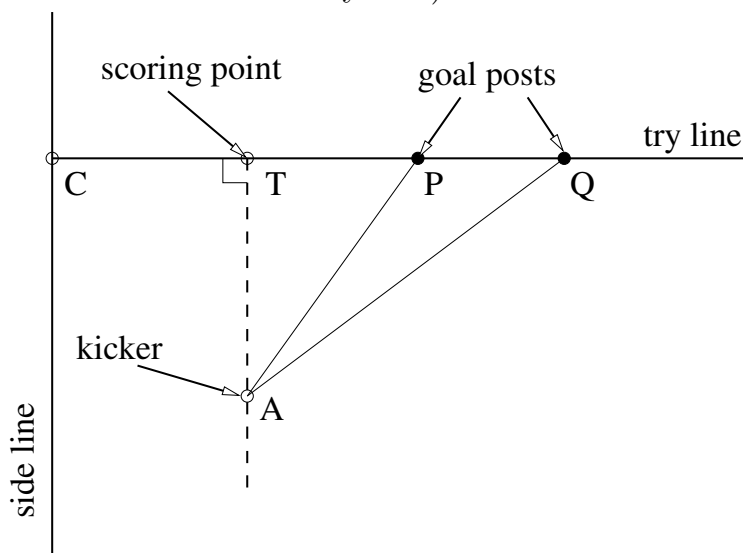 scoring point
goal posts
try line
C
T
P
Q
kicker
A
side line